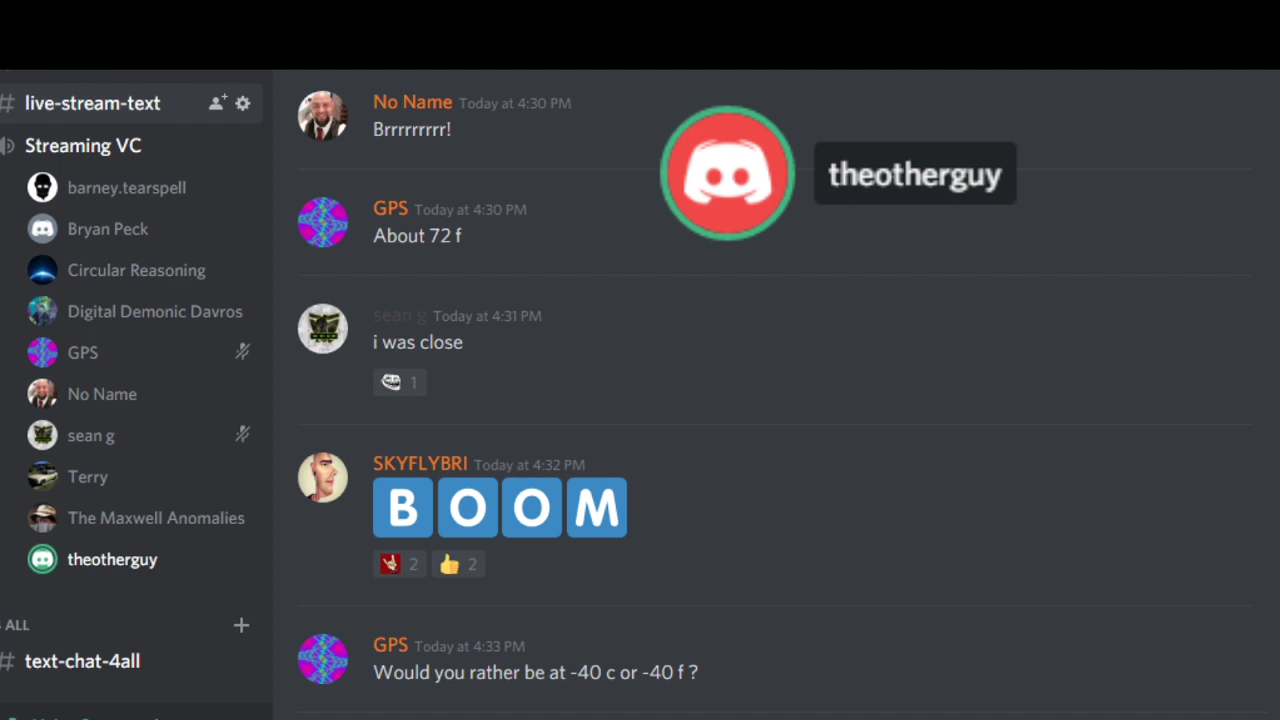 live-stream-text
Streaming VC
barney.tearspell
Bryan Peck
Circular Reasoning
Digital Demonic Davros
GPS
No Name
sean g
Terry
The Maxwell Anomalies
theotherguy
ALL
text-chat-4all
No Name Today at 4:30 PM
Brrrrrrrrr!
GPS Today at 4:30 PM
About 72 f
sean g Today at 4:31 PM
i was close
1
SKYFLYBRI Today at 4:32 PM
BOOM
2 2
GPS Today at 4:33 PM
Would you rather be at -40 c or -40 f ?
theotherguy